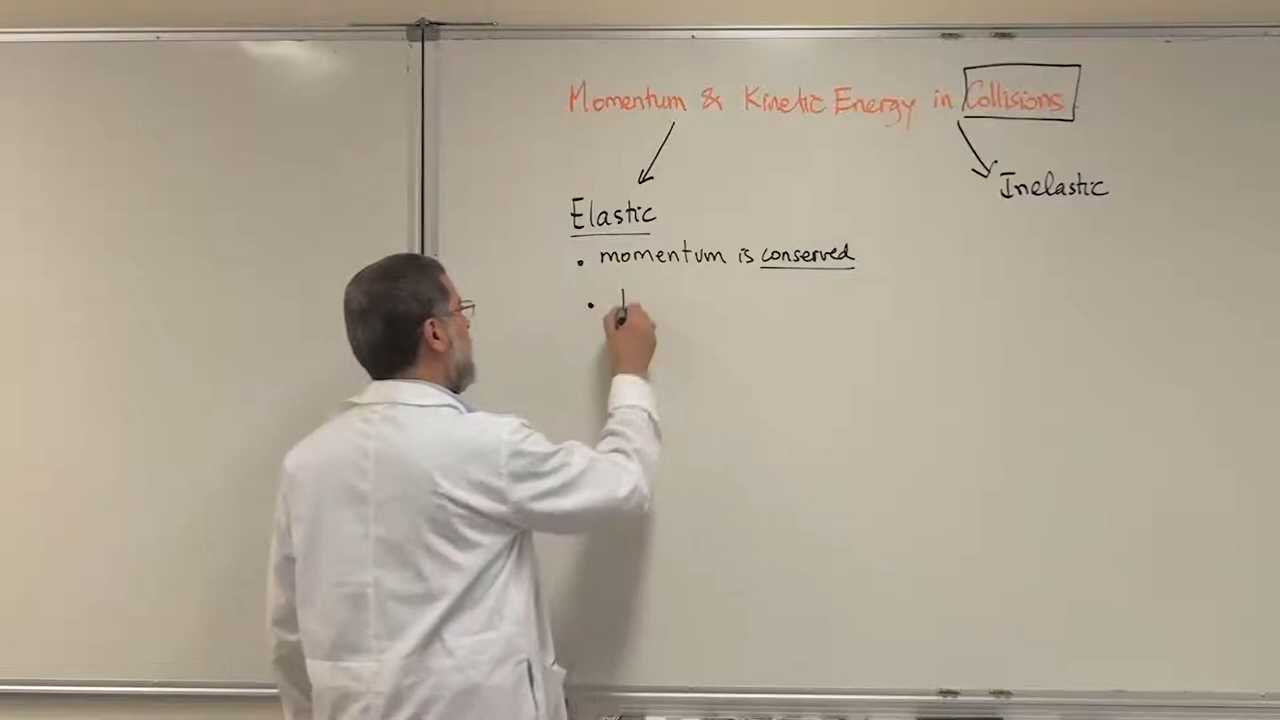 Momentum & Kinetic Energy in Collisions
Inelastic
Elastic
• momentum is conserved
•